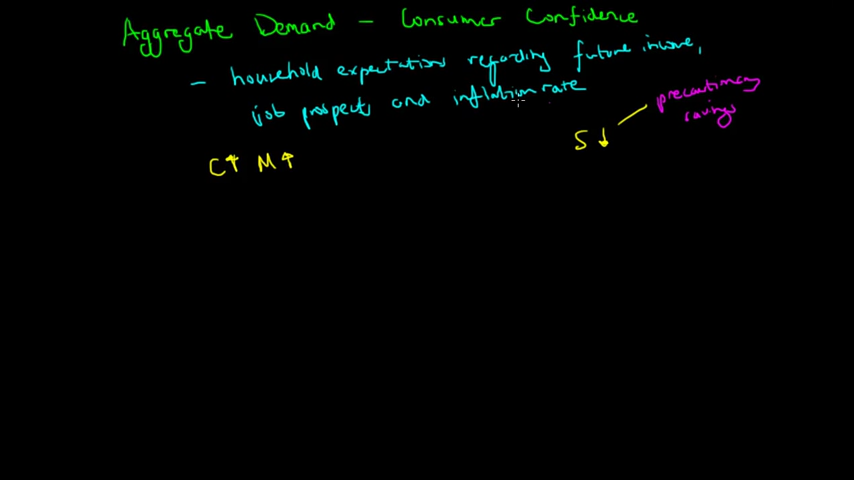 Aggregate Demand - Consumer Confidence
- household expectations regarding future income,
job prospects and inflation rate
precautionary
savings
S ↓
C↑ M↑